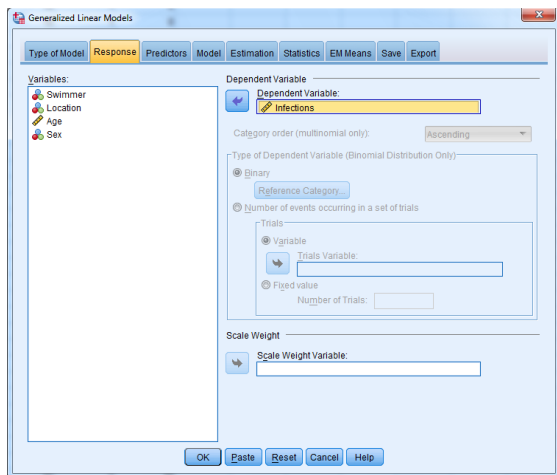 Generalized Linear Models
Type of Model Response Predictors Model Estimation Statistics EM Means Save Export
Variables:
Swimmer
Location
Age
Sex
Dependent Variable
Dependent Variable:
Infections
Category order (multinomial only): Ascending
Type of Dependent Variable (Binomial Distribution Only)
Binary
Reference Category...
Number of events occurring in a set of trials
Trials
Variable
Trials Variable:
Fixed value
Number of Trials:
Scale Weight
Scale Weight Variable:
OK Paste Reset Cancel Help